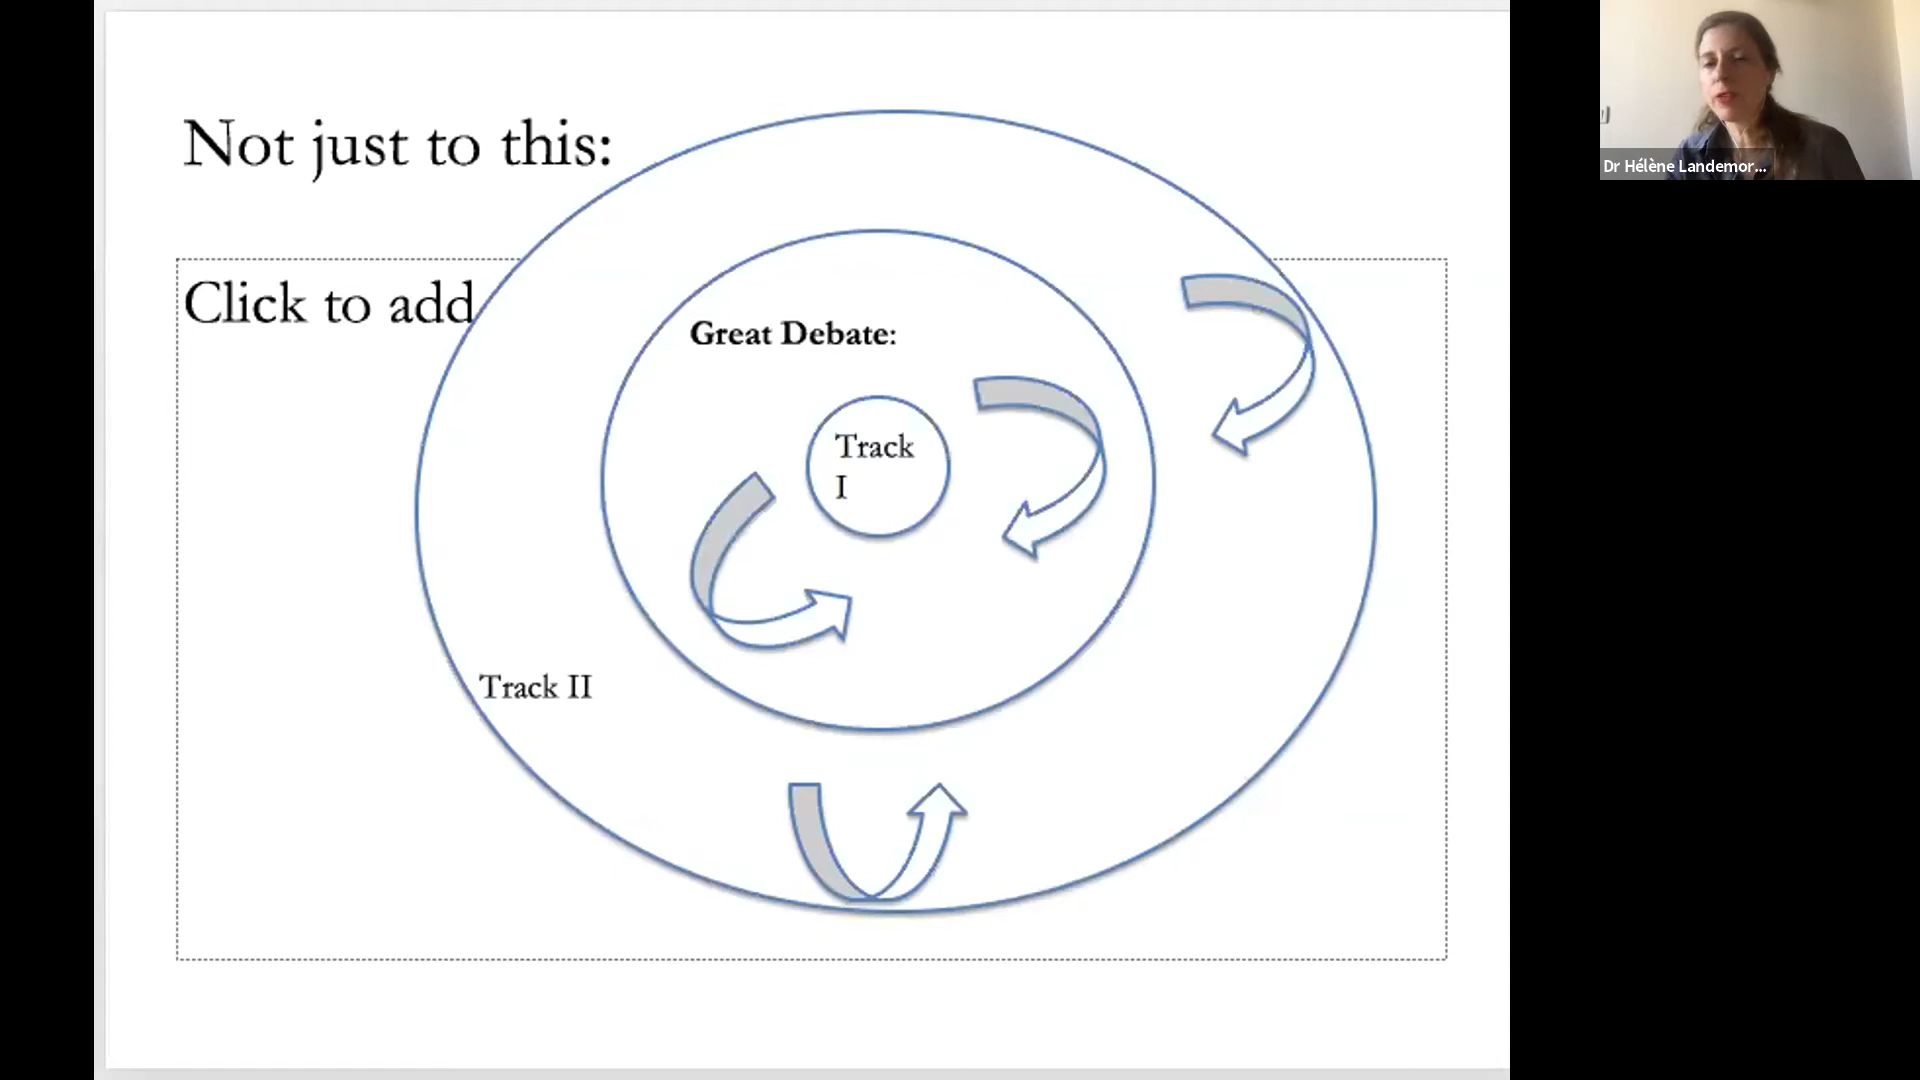 Not just to this:
Click to add
Great Debate:
Track
I
Track II
Dr Hélène Landemor...